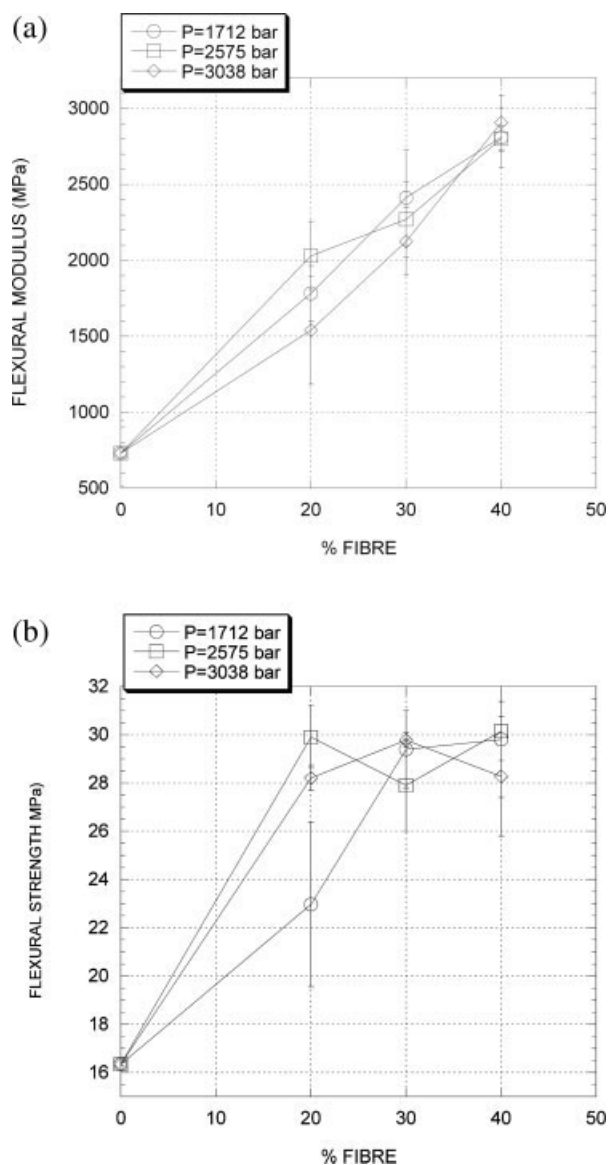 (a)
P=1712 bar
P=2575 bar
P=3038 bar
3000
2500
2000
1500
1000
500
FLEXURAL MODULUS (MPa)
0 10 20 30 40 50
% FIBRE
(b)
P=1712 bar
P=2575 bar
P=3038 bar
32
30
28
26
24
22
20
18
16
FLEXURAL STRENGTH MPa)
0 10 20 30 40 50
% FIBRE